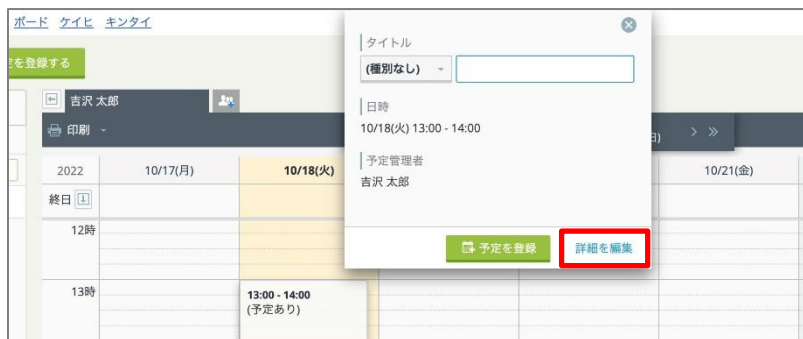 ボード ケイヒ キンタイ
を登録する
吉沢 太郎
印刷
2022 10/17(月) 10/18(火) 10/21(金)
終日
12時
13時
13:00 - 14:00
(予定あり)
タイトル
(種別なし)
日時
10/18(火) 13:00 - 14:00
予定管理者
吉沢 太郎
予定を登録 詳細を編集